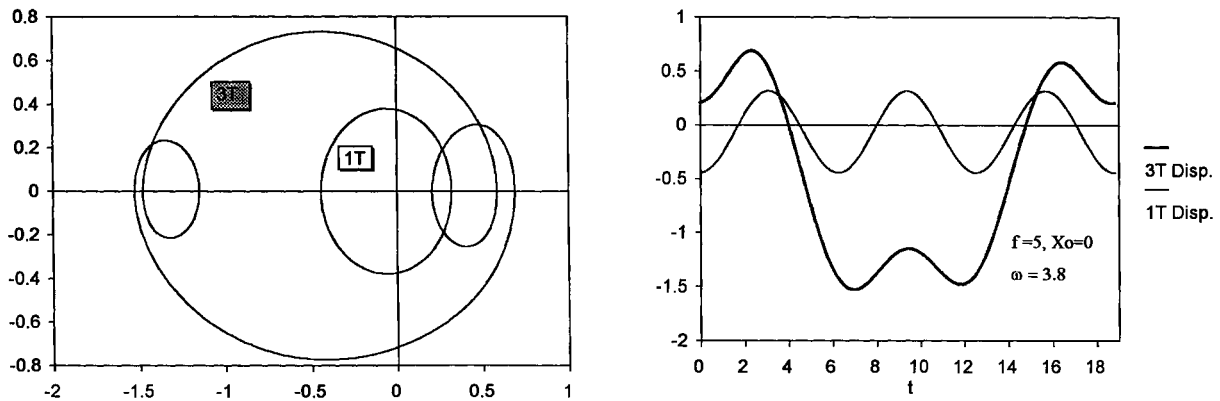 0.8
0.6
0.4
0.2
0
-0.2
-0.4
-0.6
-0.8
-2 -1.5 -1 -0.5 0 0.5 1
3T
1T
1
0.5
0
-0.5
-1
-1.5
-2
0 2 4 6 8 10 12 14 16 18
t
f=5, Xo=0
ω = 3.8
3T Disp.
1T Disp.